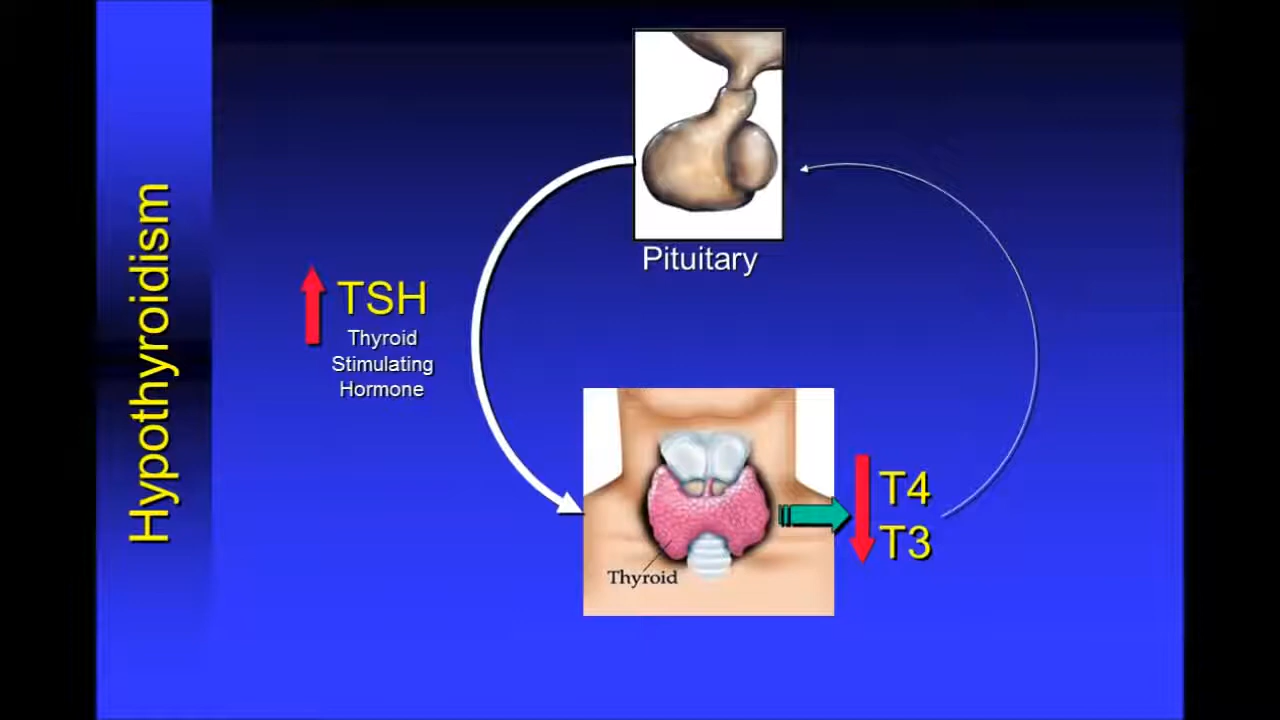 Hypothyroidism
Pituitary
TSH
Thyroid
Stimulating
Hormone
Thyroid
T4
T3